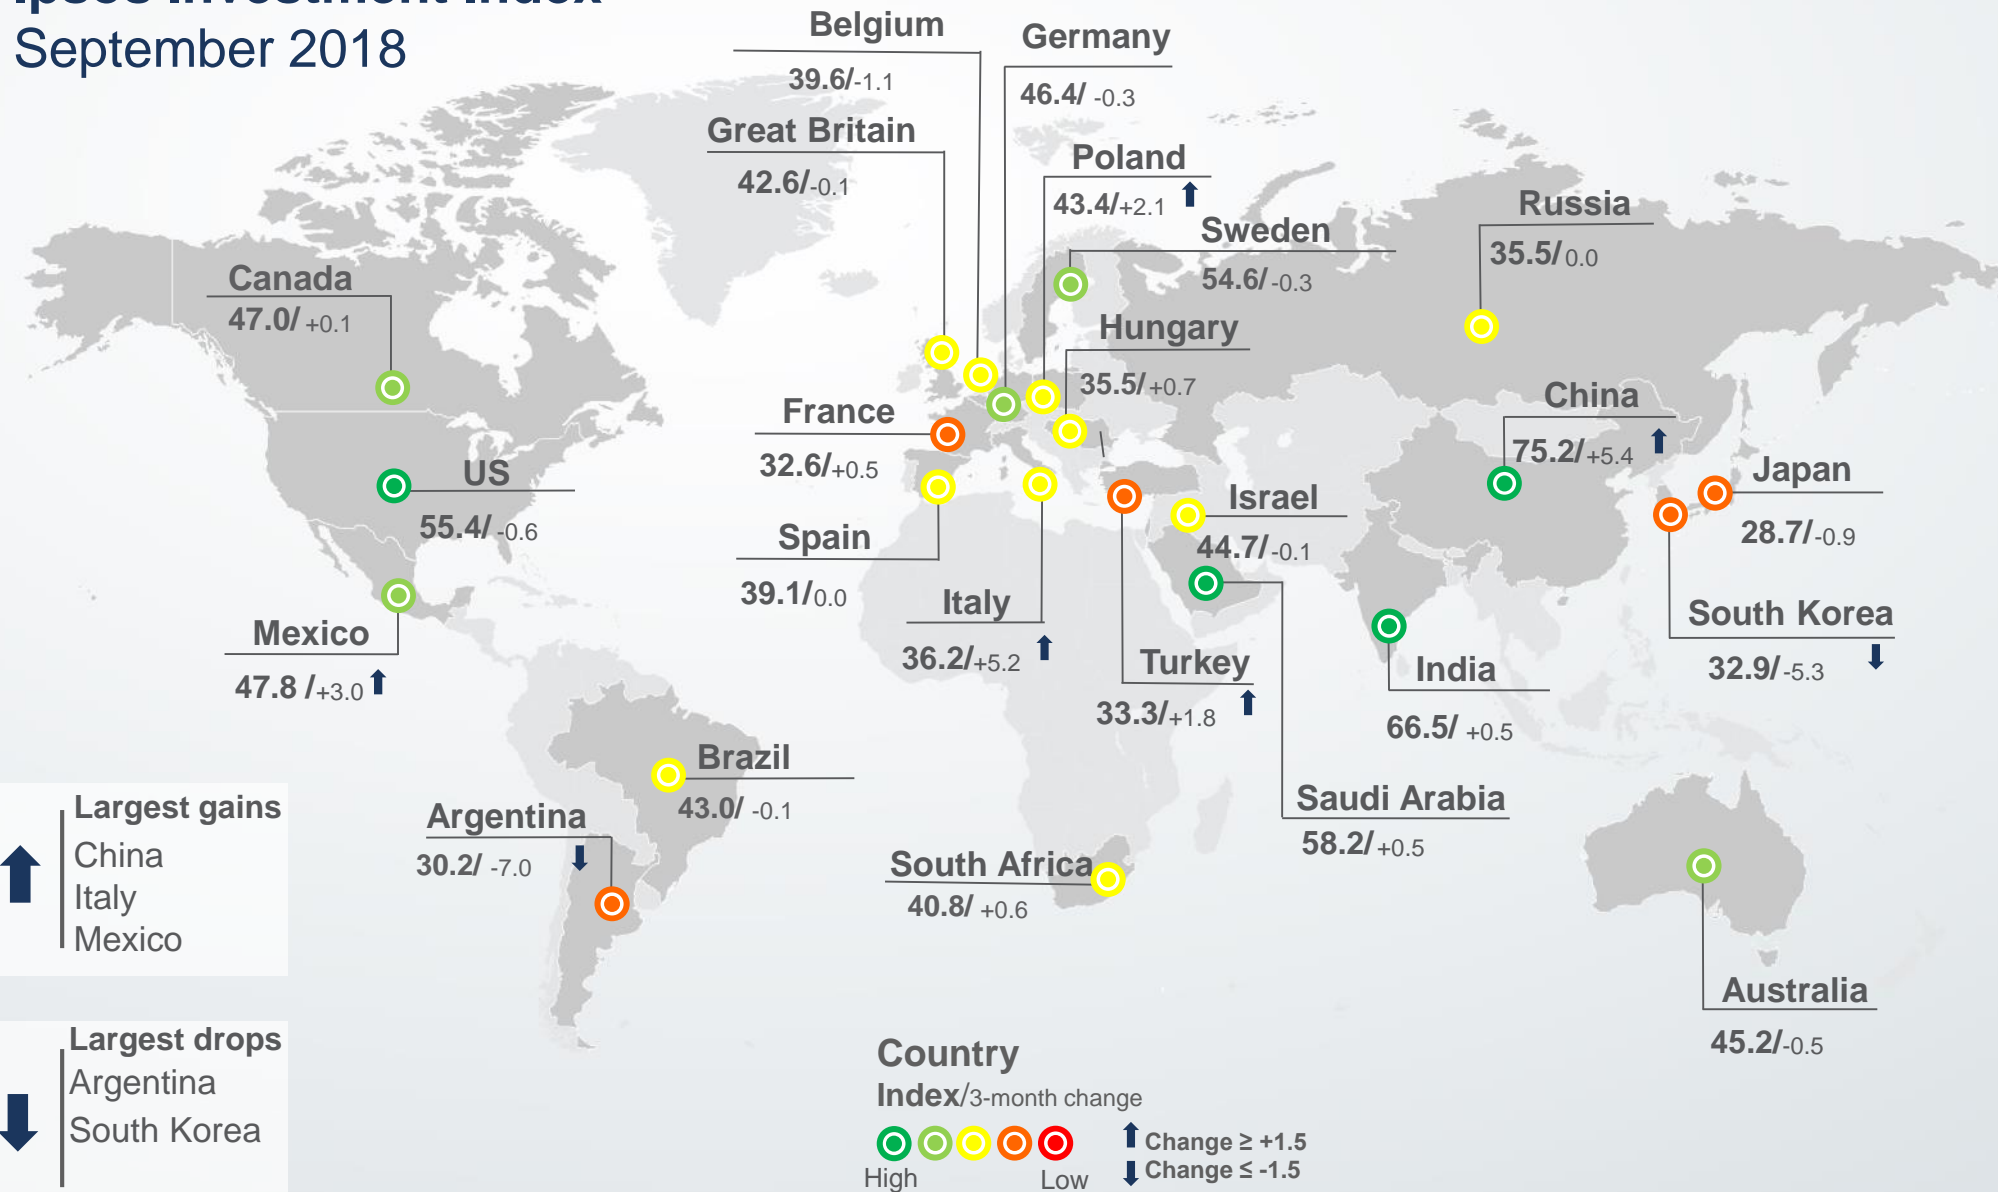 Ipsos Investment Index
September 2018
Belgium
39.6/-1.1
Germany
46.4/ -0.3
Great Britain
42.6/-0.1
Poland
43.4/+2.1
Sweden
54.6/-0.3
Russia
35.5/0.0
Canada
47.0/ +0.1
Hungary
35.5/+0.7
France
32.6/+0.5
China
75.2/+5.4
US
55.4/ -0.6
Japan
28.7/-0.9
Israel
44.7/-0.1
Spain
39.1/0.0
Italy
36.2/+5.2
Mexico
47.8 /+3.0
Turkey
33.3/+1.8
India
66.5/ +0.5
South Korea
32.9/-5.3
Brazil
43.0/ -0.1
Argentina
30.2/ -7.0
Saudi Arabia
58.2/+0.5
South Africa
40.8/ +0.6
Australia
45.2/-0.5
Largest gains
China
Italy
Mexico
Largest drops
Argentina
South Korea
Country
Index/3-month change
High
Low
Change ≥ +1.5
Change ≤ -1.5